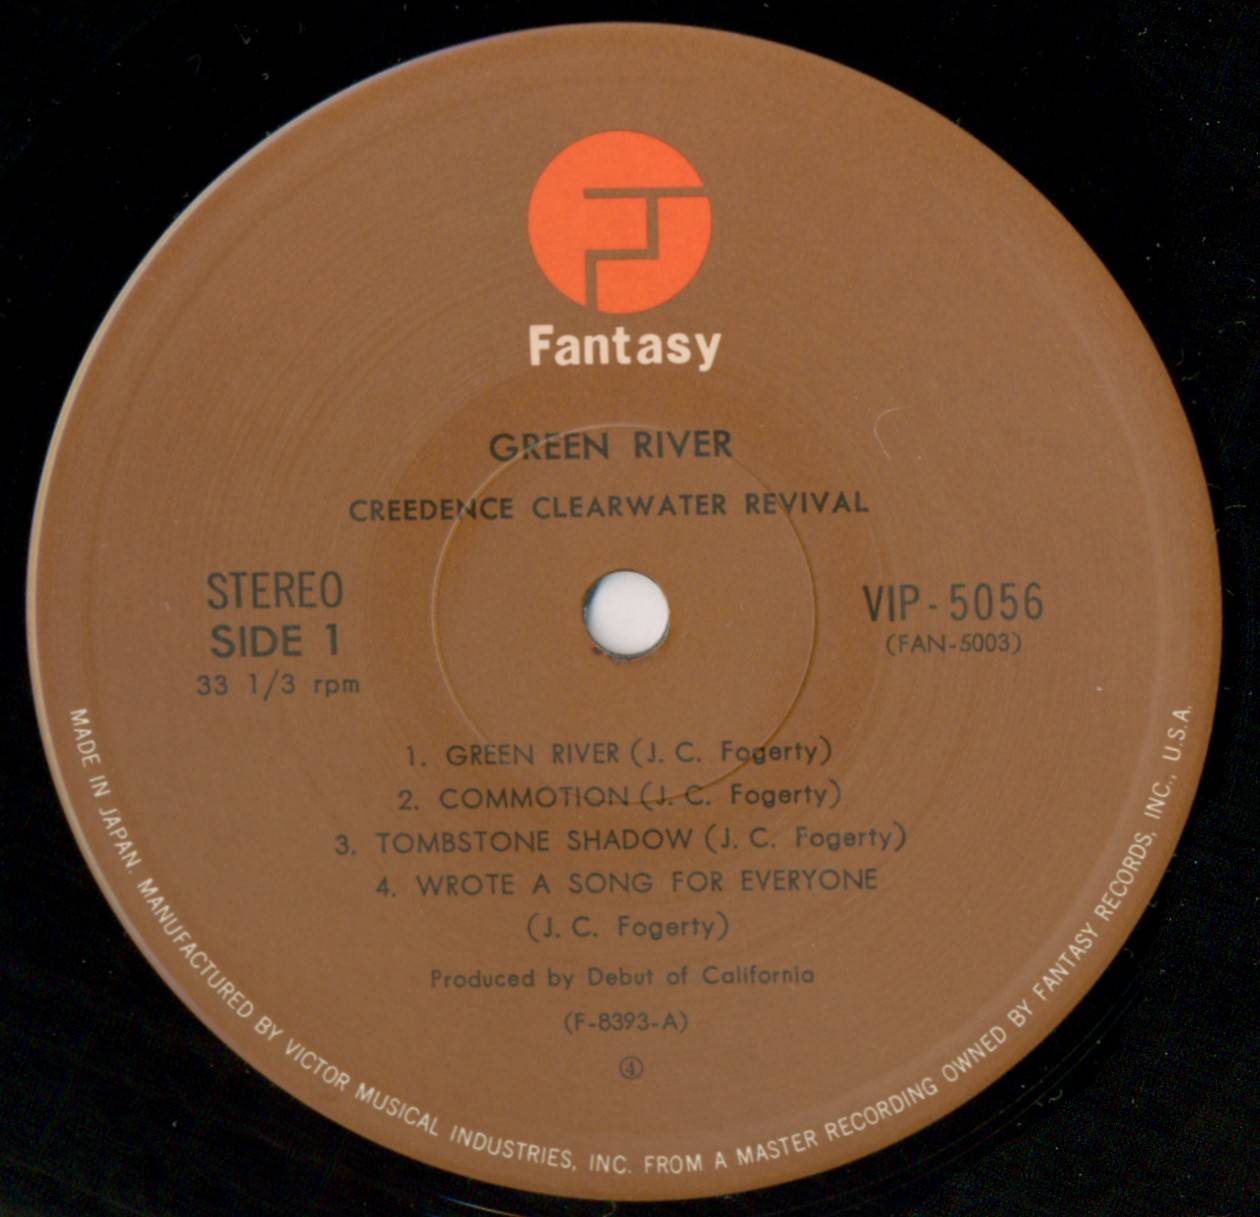 Fantasy
GREEN RIVER
CREEDENCE CLEARWATER REVIVAL
STEREO
SIDE 1
33 1/3 rpm
VIP-5056
(FAN-5003)
1. GREEN RIVER (J. C. Fogerty)
2. COMMOTION (J. C. Fogerty)
3. TOMBSTONE SHADOW (J. C. Fogerty)
4. WROTE A SONG FOR EVERYONE
(J. C. Fogerty)
Produced by Debut of California
(F-8393-A)
④
MADE IN JAPAN. MANUFACTURED BY VICTOR MUSICAL INDUSTRIES, INC. FROM A MASTER RECORDING OWNED BY FANTASY RECORDS, INC., U.S.A.